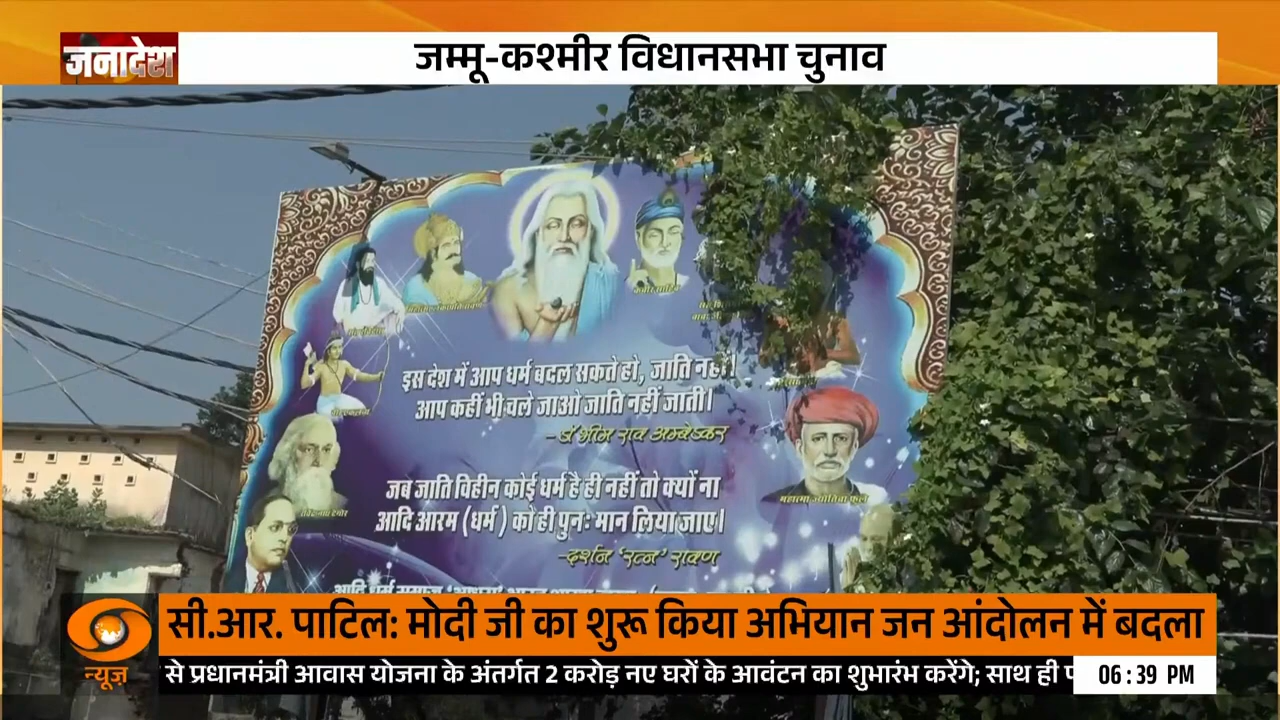 जनादेश
जम्मू-कश्मीर विधानसभा चुनाव
इस देश में आप धर्म बदल सकते हो, जाति नहीं।
आप कहीं भी चले जाओ जाति नहीं जाती।
-डॉ भीम राव अम्बेडकर
जब जाति विहीन कोई धर्म है ही नहीं तो क्यों ना
आदि आरम (धर्म) को ही पुनः मान लिया जाए।
-दर्शन 'रत्न' रावण
महात्मा ज्योतिबा फुले
सी.आर. पाटिल: मोदी जी का शुरू किया अभियान जन आंदोलन में बदला
न्यूज़
से प्रधानमंत्री आवास योजना के अंतर्गत 2 करोड़ नए घरों के आवंटन का शुभारंभ करेंगे; साथ ही
06:39 PM